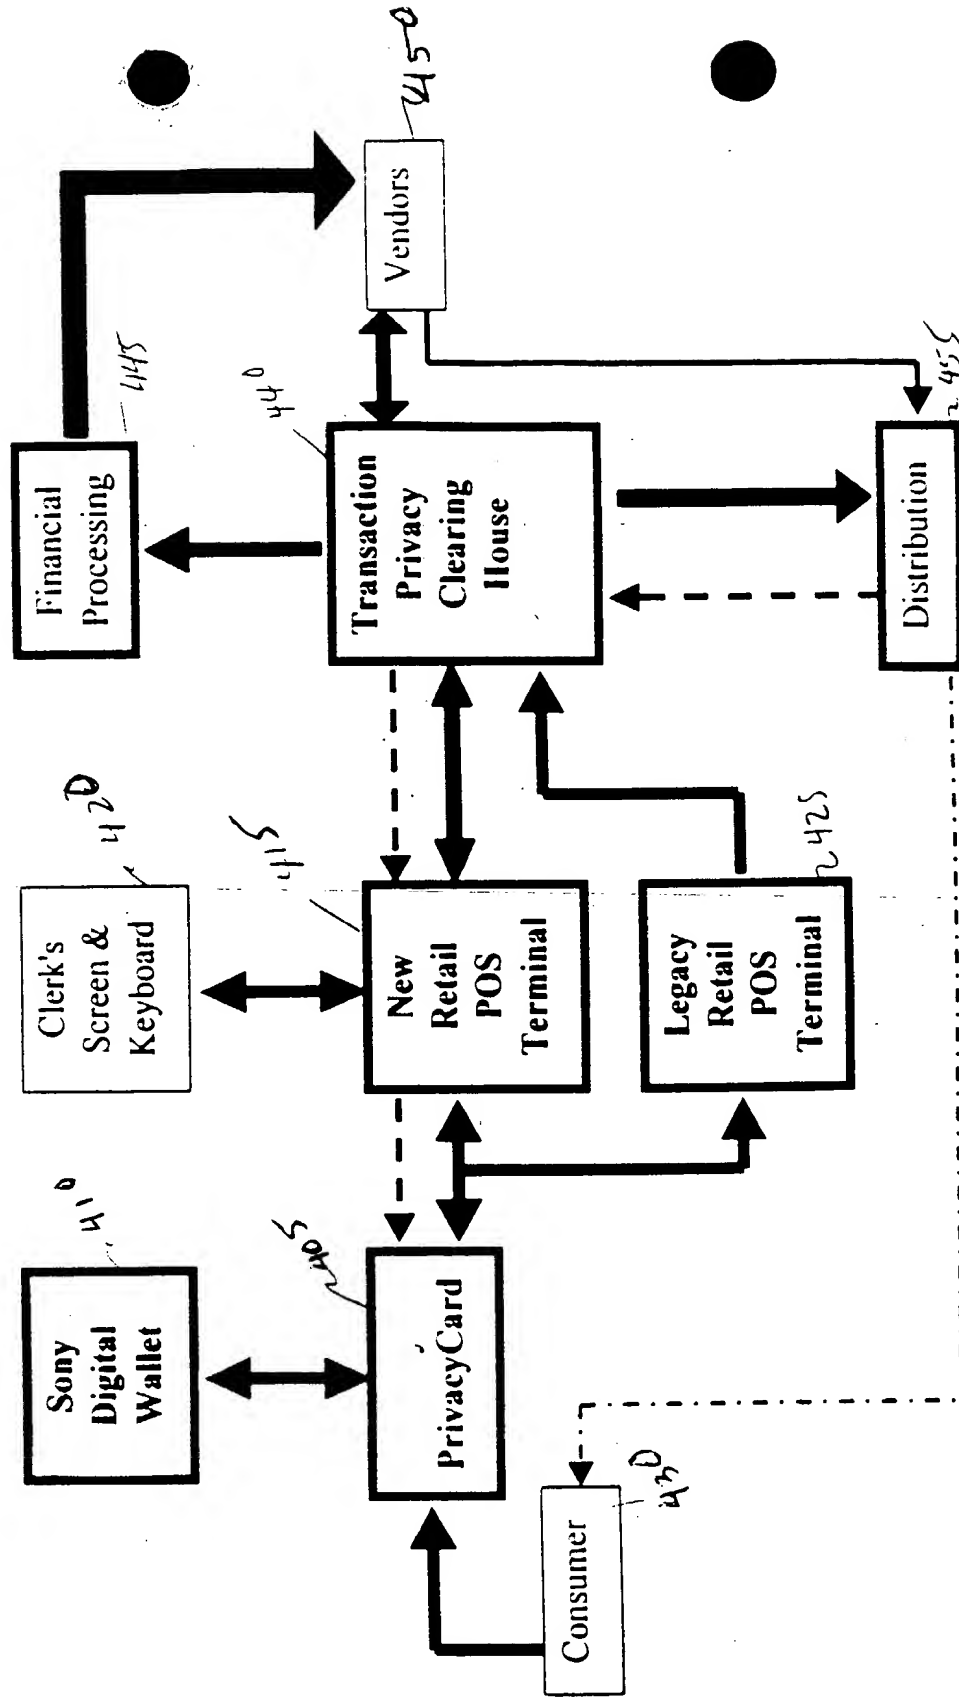 Sony
Digital
Wallet
410
Clerk's
Screen &
Keyboard
420
Financial
Processing
445
PrivacyCard
405
New
Retail
POS
Terminal
415
Transaction
Privacy
Clearing
House
440
Vendors
450
Consumer
430
Legacy
Retail
POS
Terminal
425
Distribution
455